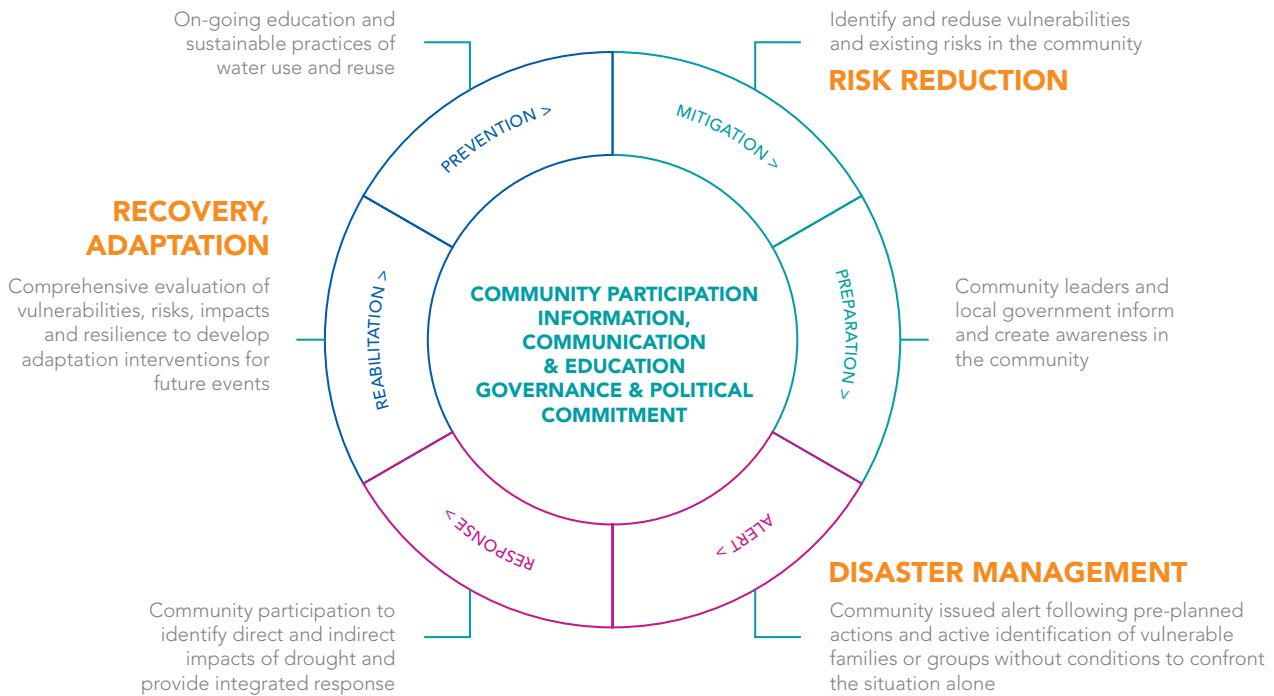 On-going education and
sustainable practices of
water use and reuse
Identify and reduse vulnerabilities
and existing risks in the community
RISK REDUCTION
PREVENTION >
MITIGATION >
RECOVERY,
ADAPTATION
Comprehensive evaluation of
vulnerabilities, risks, impacts
and resilience to develop
adaptation interventions for
future events
REABILITATION >
COMMUNITY PARTICIPATION
INFORMATION,
COMMUNICATION
& EDUCATION
GOVERNANCE & POLITICAL
COMMITMENT
PREPARATION >
Community leaders and
local government inform
and create awareness in
the community
RESPONSE >
ALERT >
Community participation to
identify direct and indirect
impacts of drought and
provide integrated response
DISASTER MANAGEMENT
Community issued alert following pre-planned
actions and active identification of vulnerable
families or groups without conditions to confront
the situation alone